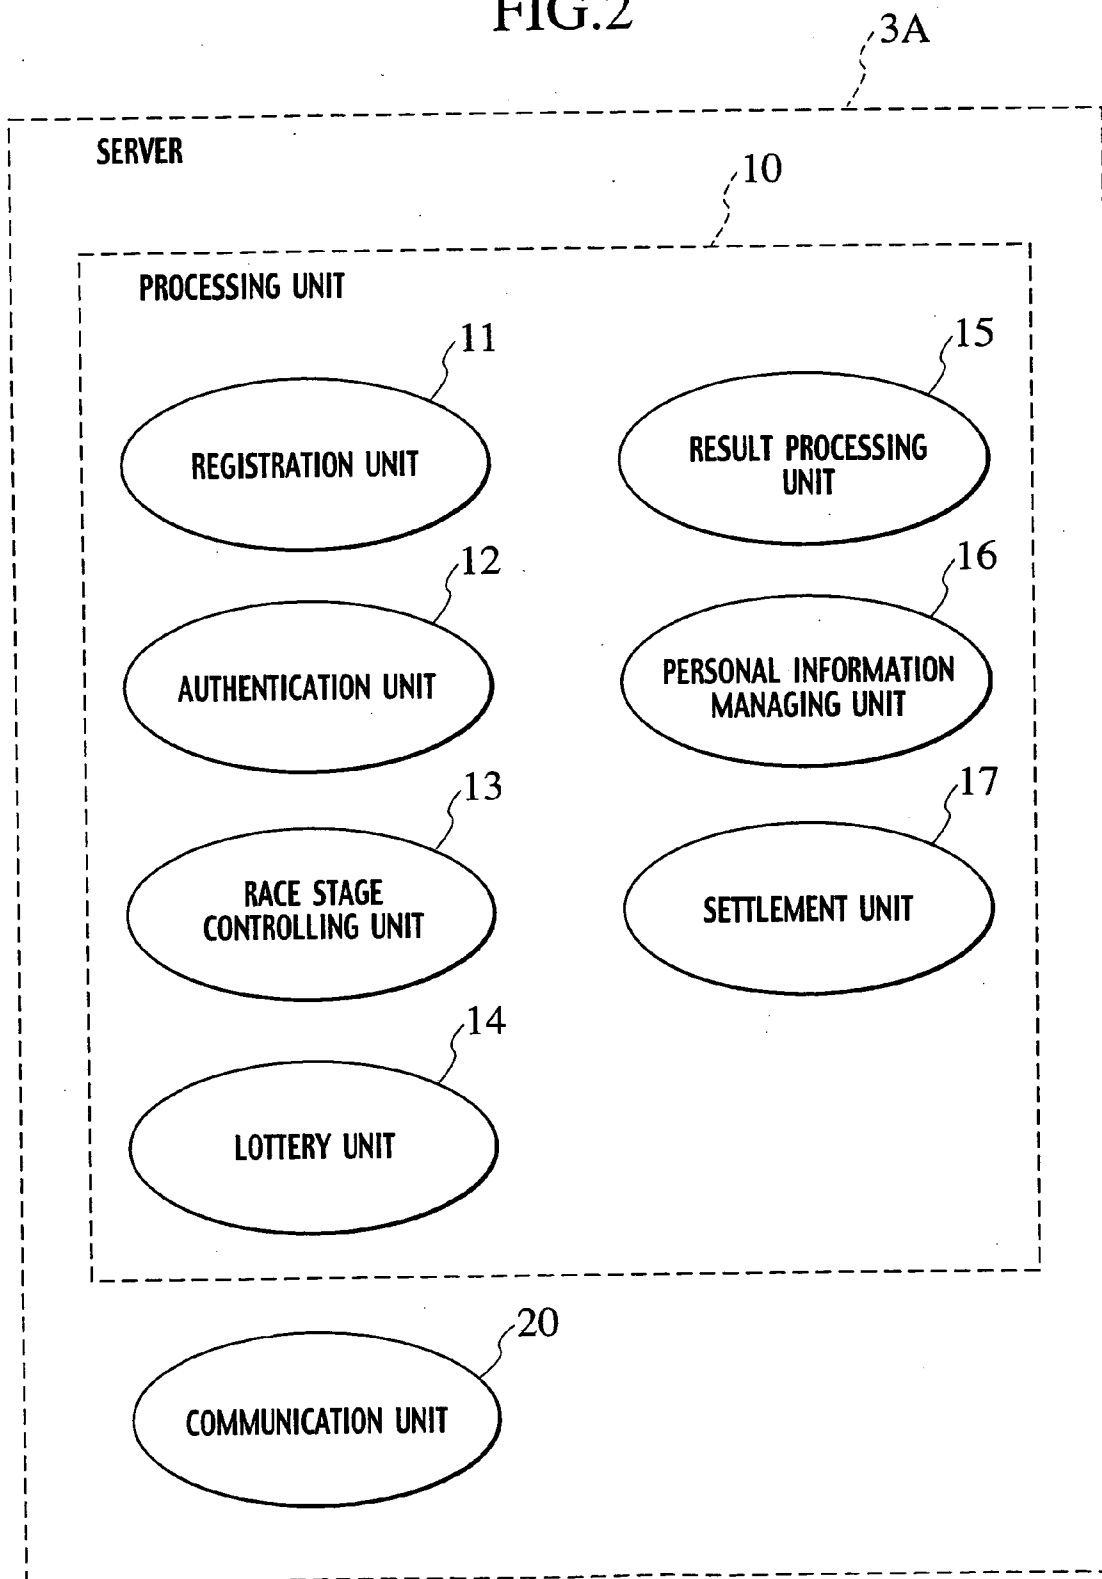 FIG.2
3A
SERVER
10
PROCESSING UNIT
11
REGISTRATION UNIT
15
RESULT PROCESSING
UNIT
12
AUTHENTICATION UNIT
16
PERSONAL INFORMATION
MANAGING UNIT
13
RACE STAGE
CONTROLLING UNIT
17
SETTLEMENT UNIT
14
LOTTERY UNIT
20
COMMUNICATION UNIT